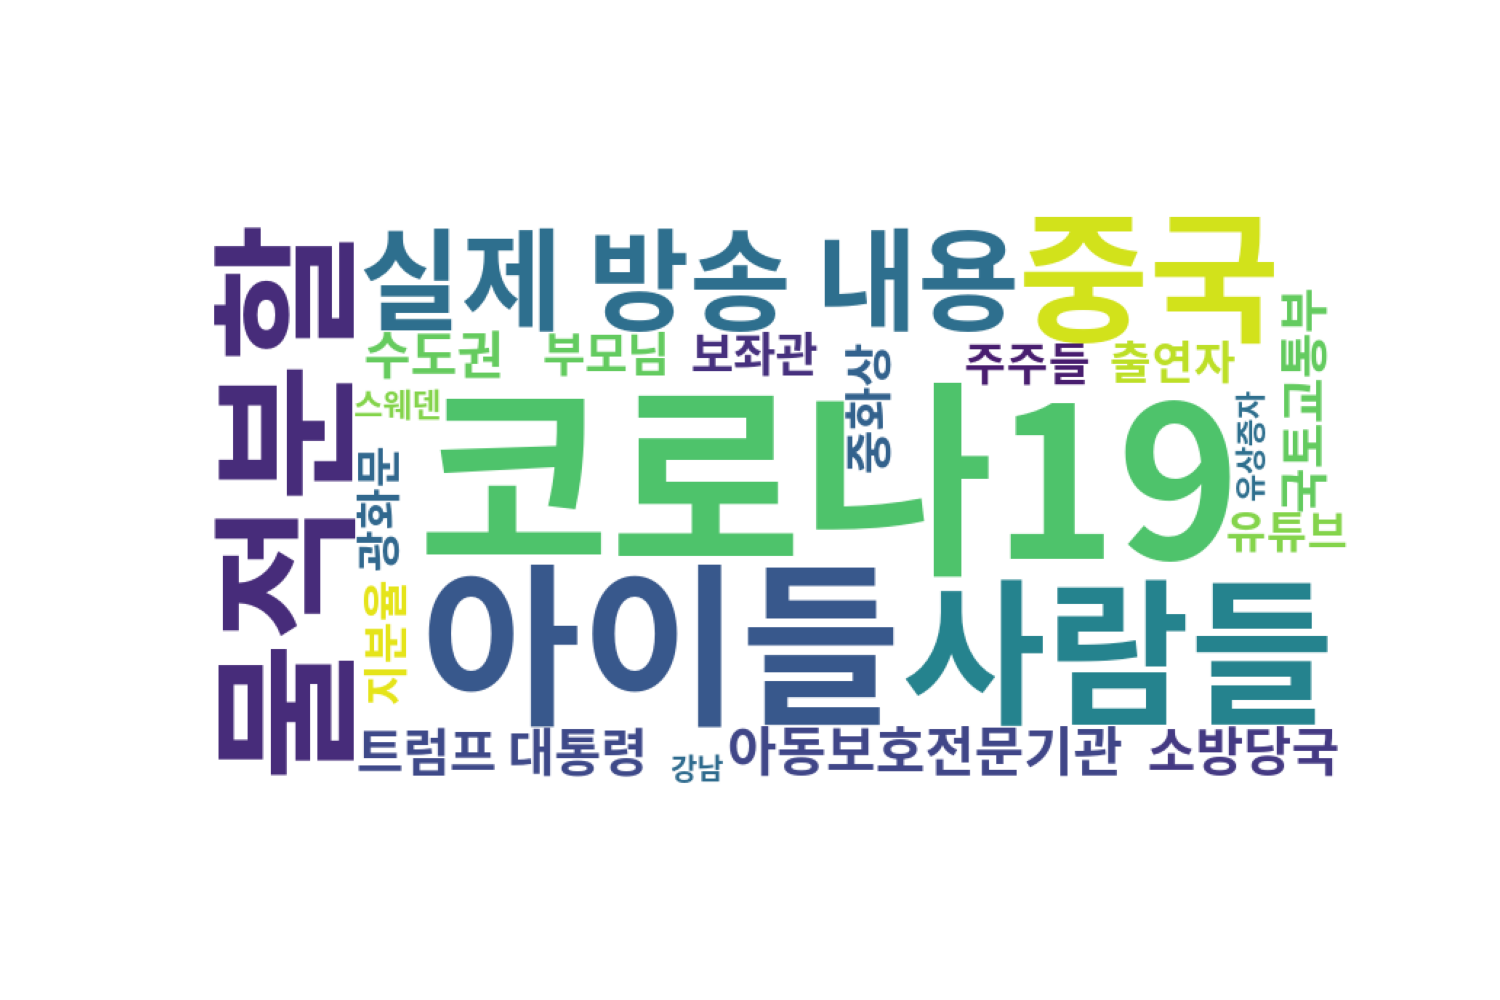 물적분할
실제 방송 내용
중국
수도권
부모님
보좌관
중화상
주주들
출연자
국토교통부
스웨덴
코로나19
유상증자
유튜브
광화문
지분율
아이들
사람들
트럼프 대통령
강남
아동보호전문기관
소방당국